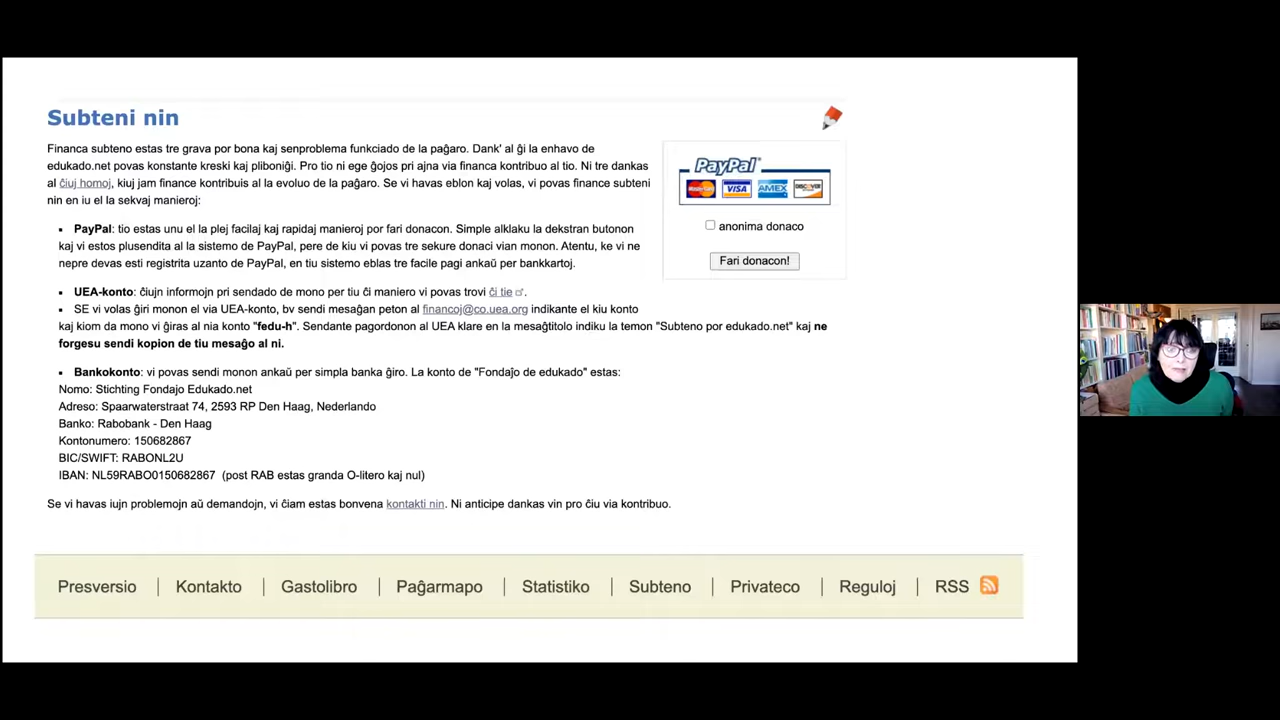 Subteni nin
Financa subteno estas tre grava por bona kaj senproblema funkciado de la paĝaro. Dank' al ĝi la enhavo de
edukado.net povas konstante kreski kaj pliboniĝi. Pro tio ni ege ĝojos pri ajna via financa kontribuo al tio. Ni tre dankas
al ĉiuj homoj, kiuj jam finance kontribuis al la evoluo de la paĝaro. Se vi havas eblon kaj volas, vi povas finance subteni
nin en iu el la sekvaj manieroj:
▪ PayPal: tio estas unu el la plej facilaj kaj rapidaj manieroj por fari donacon. Simple alklaku la dekstran butonon
kaj vi estos plusendita al la sistemo de PayPal, pere de kiu vi povas tre sekure donaci vian monon. Atentu, ke vi ne
nepre devas esti registrita uzanto de PayPal, en tiu sistemo eblas tre facile pagi ankaŭ per bankkartoj.
▪ UEA-konto: ĉiujn informojn pri sendado de mono per tiu ĉi maniero vi povas trovi ĉi tie.
▪ SE vi volas ĝiri monon el via UEA-konto, bv sendi mesaĝan peton al financoj@co.uea.org indikante el kiu konto
kaj kiom da mono vi ĝiras al nia konto "fedu-h". Sendante pagordonon al UEA klare en la mesaĝtitolo indiku la temon "Subteno por edukado.net" kaj ne
forgesu sendi kopion de tiu mesaĝo al ni.
▪ Bankokonto: vi povas sendi monon ankaŭ per simpla banka ĝiro. La konto de "Fondaĵo de edukado" estas:
Nomo: Stichting Fondajo Edukado.net
Adreso: Spaarwaterstraat 74, 2593 RP Den Haag, Nederlando
Banko: Rabobank - Den Haag
Kontonumero: 150682867
BIC/SWIFT: RABONL2U
IBAN: NL59RABO0150682867 (post RAB estas granda O-litero kaj nul)
Se vi havas iujn problemojn aŭ demandojn, vi ĉiam estas bonvena kontakti nin. Ni anticipe dankas vin pro ĉiu via kontribuo.
PayPal
MasterCard VISA AMEX DISCOVER
anonima donaco
Fari donacon!
Presversio | Kontakto | Gastolibro | Paĝarmapo | Statistiko | Subteno | Privateco | Reguloj | RSS